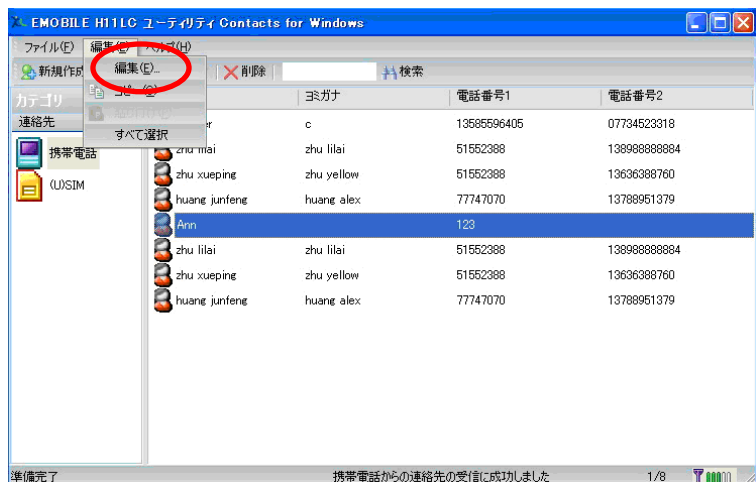 EMOBILE H11LC ユーティリティ Contacts for Windows
ファイル(F) 編集(E) ヘルプ(H)
新規作成 削除 検索
編集(E)...
コピー(C)
すべて選択
カテゴリ
連絡先
携帯電話
(U)SIM
ヨミガナ 電話番号1 電話番号2
c 13585596405 07734523318
zhu lilai zhu lilai 51552388 138988888884
zhu xueping zhu yellow 51552388 13636388760
huang junfeng huang alex 77747070 13788951379
Ann 123
zhu lilai zhu lilai 51552388 138988888884
zhu xueping zhu yellow 51552388 13636388760
huang junfeng huang alex 77747070 13788951379
準備完了 携帯電話からの連絡先の受信に成功しました 1/8